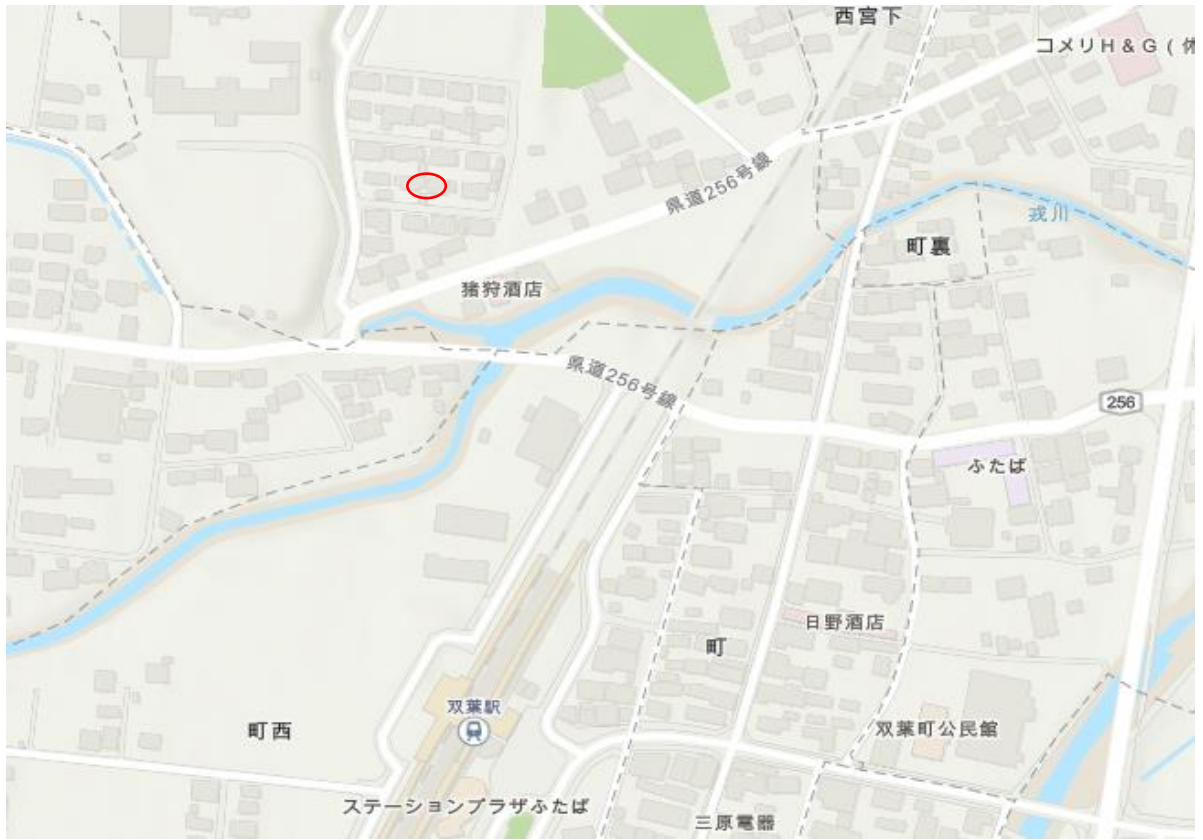 西宮下
コメリH&G(休
県道256号線
戎川
町裏
猪狩酒店
県道256号線
256
ふたば
日野酒店
町
双葉駅
町西
双葉町公民館
ステーションプラザふたば
三原電器